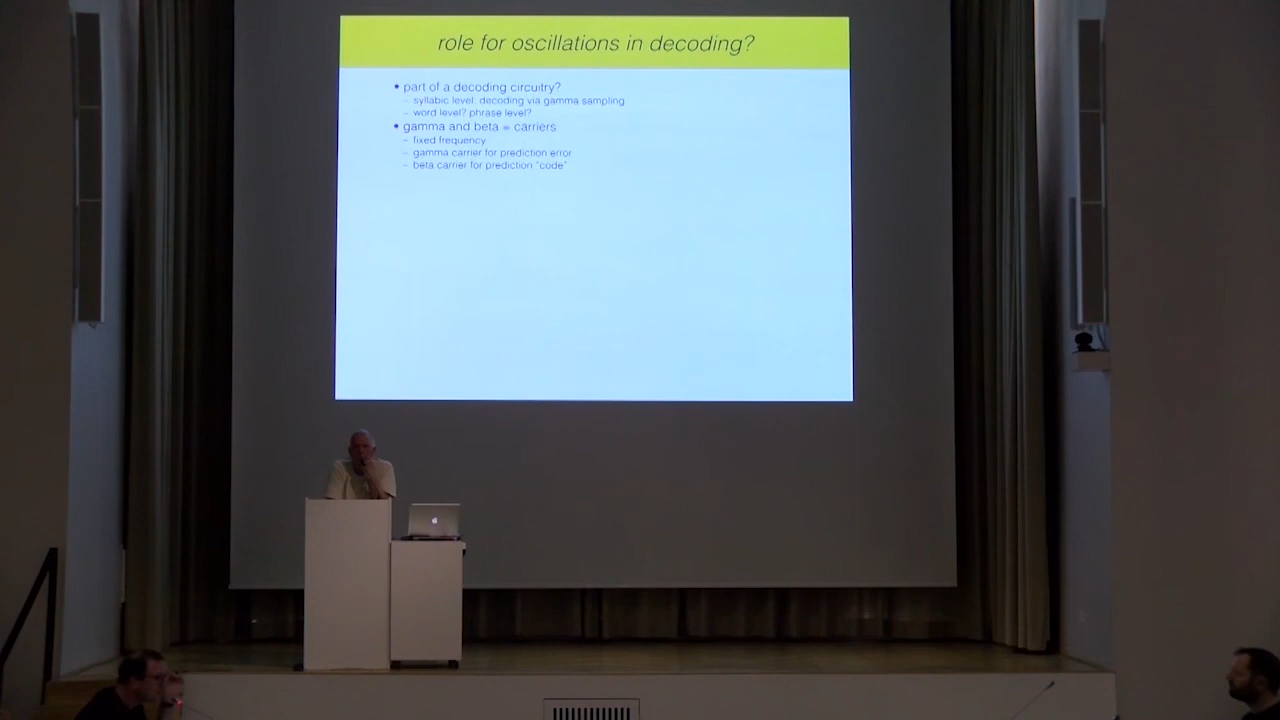 role for oscillations in decoding?
• part of a decoding circuitry?
– syllabic level: decoding via gamma sampling
– word level? phrase level?
• gamma and beta = carriers
– fixed frequency
– gamma carrier for prediction error
– beta carrier for prediction "code"